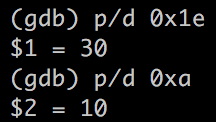 (gdb) p/d 0x1e
$1 = 30
(gdb) p/d 0xa
$2 = 10